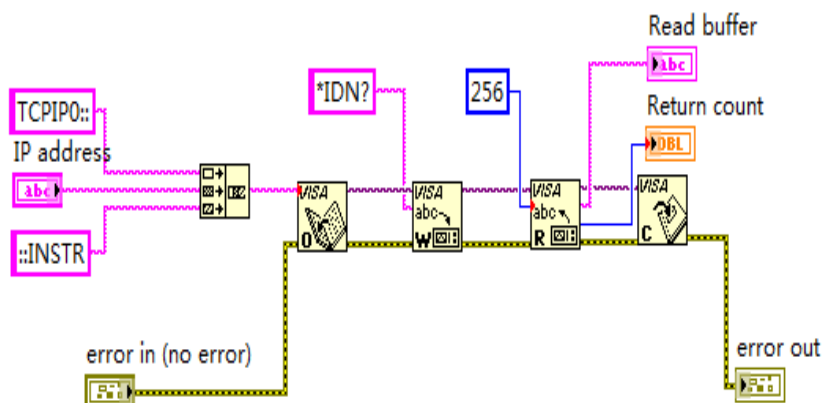 Read buffer
abc
TCPIP0::
*IDN?
256
Return count
DBL
IP address
abc
VISA
O
VISA
abc
W
VISA
abc
R
VISA
C
::INSTR
error in (no error)
error out